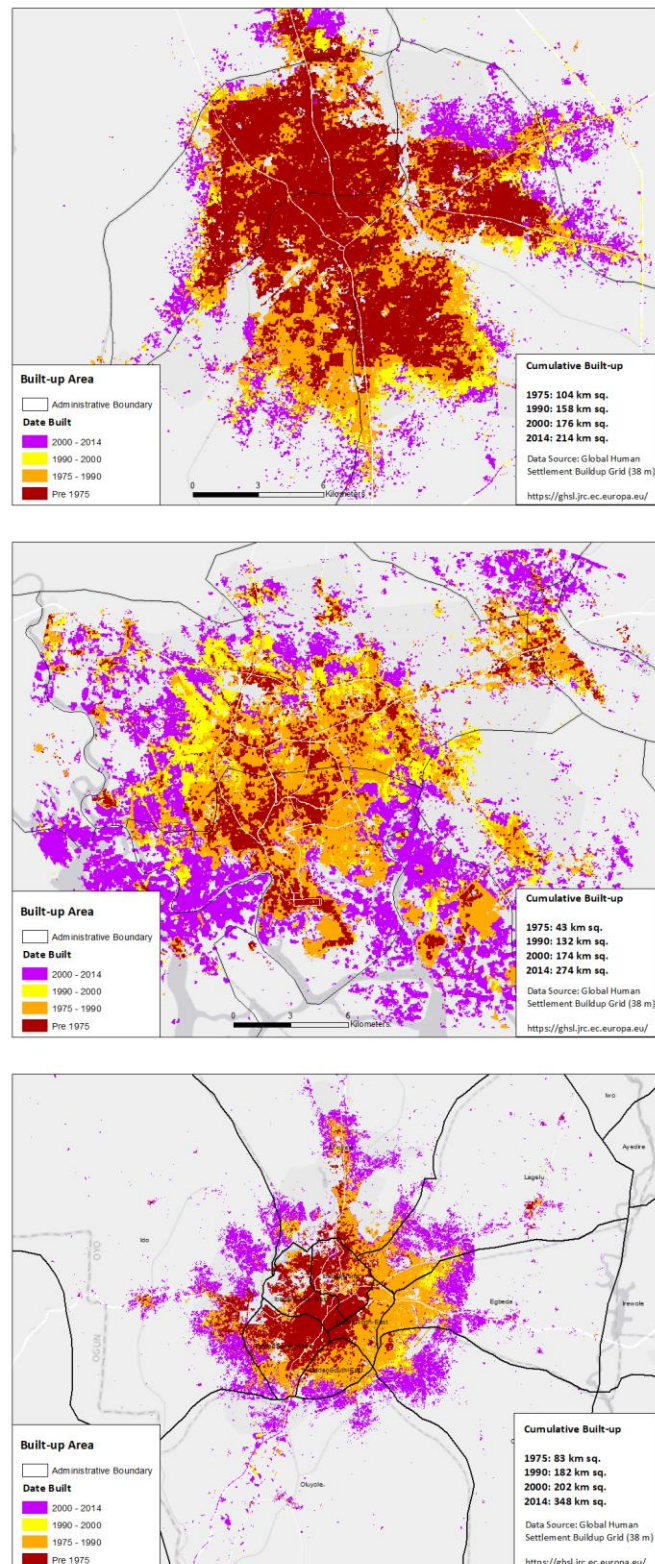 Built-up Area
Administrative Boundary
Date Built
2000 - 2014
1990 - 2000
1975 - 1990
Pre 1975
0 3 6
Kilometers
Cumulative Built-up
1975: 104 km sq.
1990: 158 km sq.
2000: 176 km sq.
2014: 214 km sq.
Data Source: Global Human
Settlement Buildup Grid (38 m)
https://ghsl.jrc.ec.europa.eu/
Built-up Area
Administrative Boundary
Date Built
2000 - 2014
1990 - 2000
1975 - 1990
Pre 1975
0 3 6
Kilometers
Cumulative Built-up
1975: 43 km sq.
1990: 132 km sq.
2000: 174 km sq.
2014: 274 km sq.
Data Source: Global Human
Settlement Buildup Grid (38 m)
https://ghsl.jrc.ec.europa.eu/
Iwo
Ayedire
Lagelu
Ido
OYO
OGUN
Egbeda
Irewole
Oluyole
Built-up Area
Administrative Boundary
Date Built
2000 - 2014
1990 - 2000
1975 - 1990
Pre 1975
Cumulative Built-up
1975: 83 km sq.
1990: 182 km sq.
2000: 202 km sq.
2014: 348 km sq.
Data Source: Global Human
Settlement Buildup Grid (38 m)
https://ghsl.jrc.ec.europa.eu/